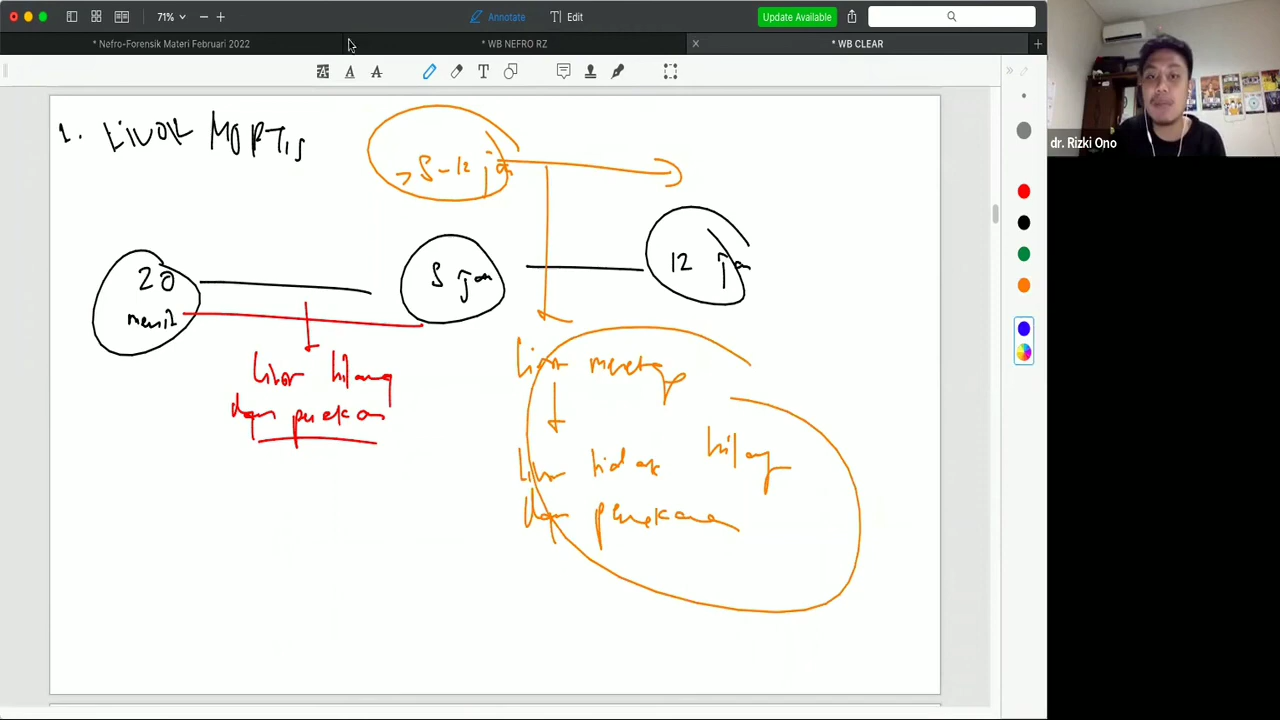 71%
Annotate
Edit
Update Available
* Nefro-Forensik Materi Februari 2022
* WB NEFRO RZ
* WB CLEAR
dr. Rizki Ono
1. LIVOR MORTIS
> 8-12 jam
20 menit
8 jam
12 jam
Livor hilang
dgn penekanan
Livor menetap
Livor tidak hilang
dgn penekanan